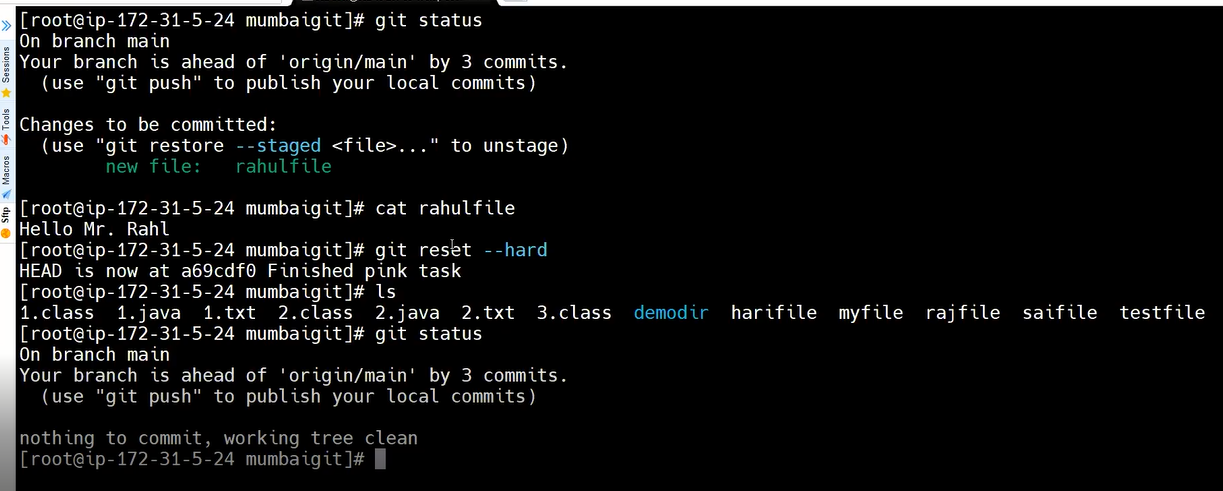 Sessions
Tools
Macros
Sftp
[root@ip-172-31-5-24 mumbaigit]# git status
On branch main
Your branch is ahead of 'origin/main' by 3 commits.
  (use "git push" to publish your local commits)
Changes to be committed:
  (use "git restore --staged <file>..." to unstage)
        new file:   rahulfile
[root@ip-172-31-5-24 mumbaigit]# cat rahulfile
Hello Mr. Rahl
[root@ip-172-31-5-24 mumbaigit]# git reset --hard
HEAD is now at a69cdf0 Finished pink task
[root@ip-172-31-5-24 mumbaigit]# ls
1.class  1.java  1.txt  2.class  2.java  2.txt  3.class  demodir  harifile  myfile  rajfile  saifile  testfile
[root@ip-172-31-5-24 mumbaigit]# git status
On branch main
Your branch is ahead of 'origin/main' by 3 commits.
  (use "git push" to publish your local commits)
nothing to commit, working tree clean
[root@ip-172-31-5-24 mumbaigit]#